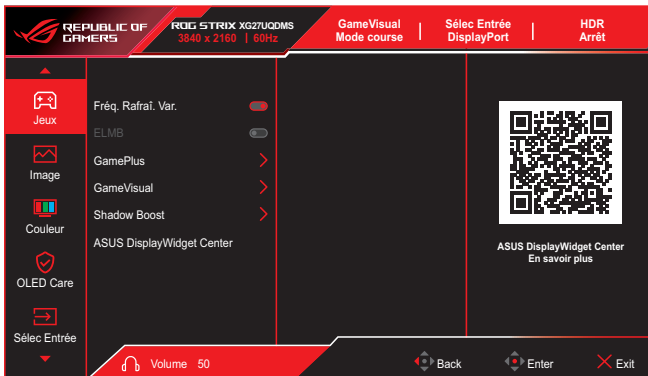 REPUBLIC OF
GAMERS
ROG STRIX XG27UQDMS
3840 x 2160 | 60Hz
GameVisual
Mode course
Sélec Entrée
DisplayPort
HDR
Arrêt
Jeux
Image
Couleur
OLED Care
Sélec Entrée
Fréq. Rafraî. Var.
ELMB
GamePlus
GameVisual
Shadow Boost
ASUS DisplayWidget Center
ASUS DisplayWidget Center
En savoir plus
Volume 50
Back
Enter
Exit